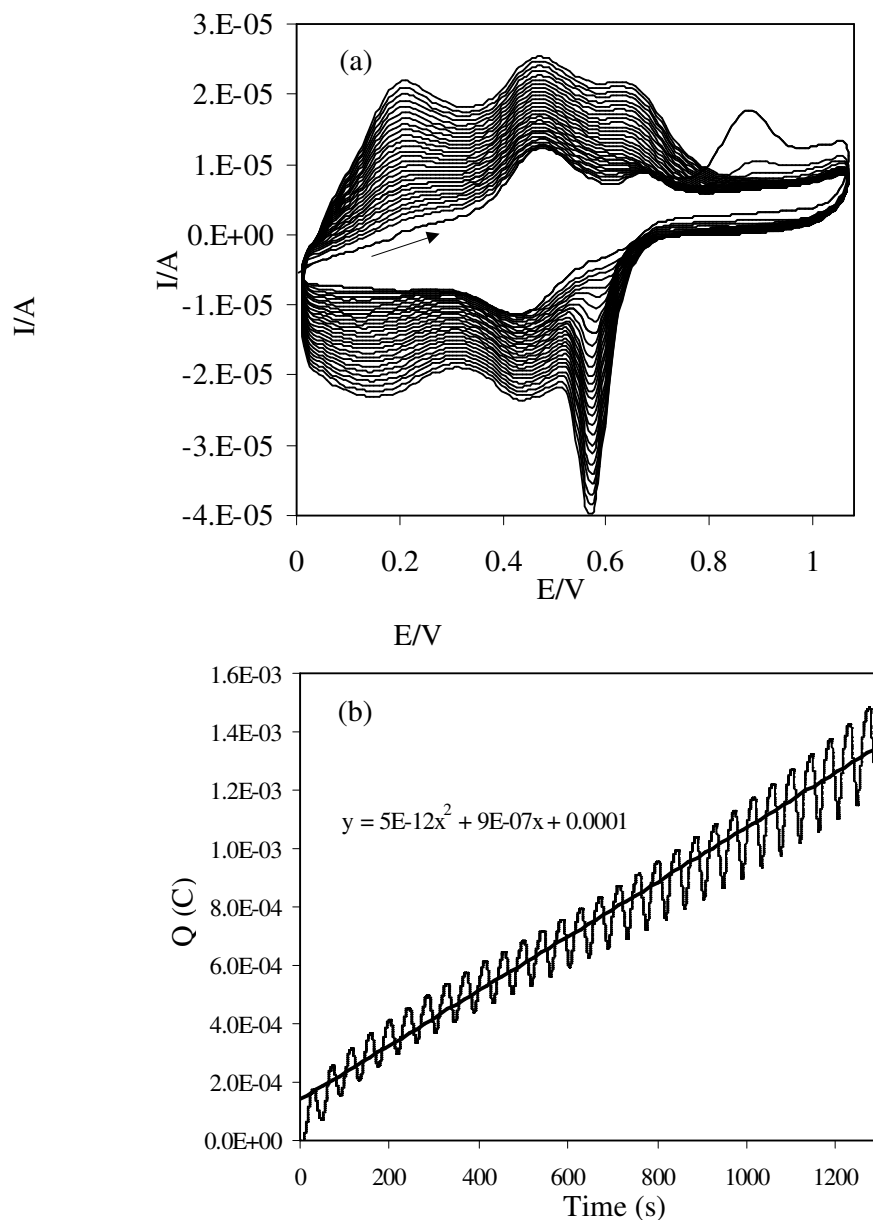 (a)
3.E-05
2.E-05
1.E-05
0.E+00
-1.E-05
-2.E-05
-3.E-05
-4.E-05
I/A
I/A
0 0.2 0.4 0.6 0.8 1
E/V
E/V
(b)
1.6E-03
1.4E-03
1.2E-03
1.0E-03
8.0E-04
6.0E-04
4.0E-04
2.0E-04
0.0E+00
Q (C)
y = 5E-12x² + 9E-07x + 0.0001
0 200 400 600 800 1000 1200
Time (s)